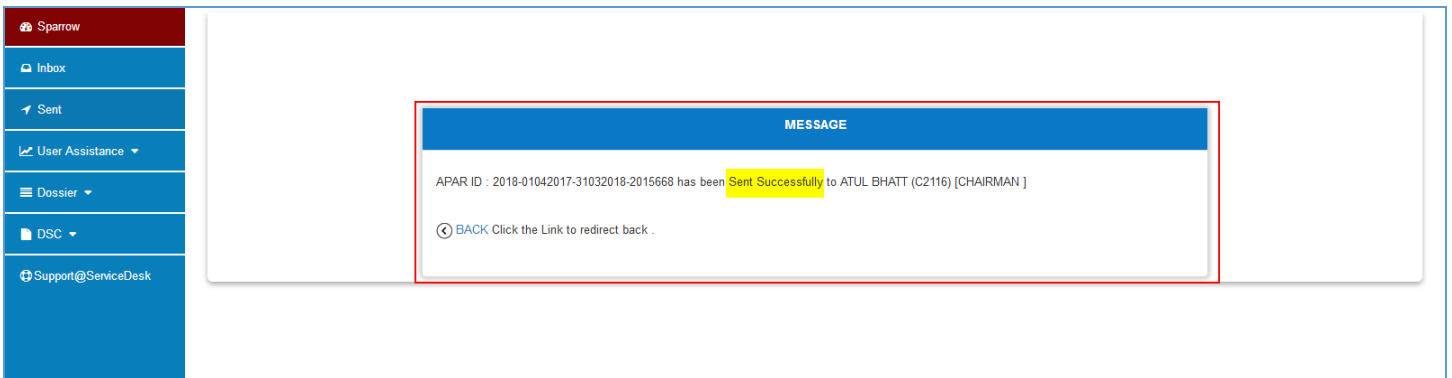 Sparrow
Inbox
Sent
User Assistance
Dossier
DSC
Support@ServiceDesk
MESSAGE
APAR ID : 2018-01042017-31032018-2015668 has been Sent Successfully to ATUL BHATT (C2116) [CHAIRMAN ]
BACK Click the Link to redirect back .